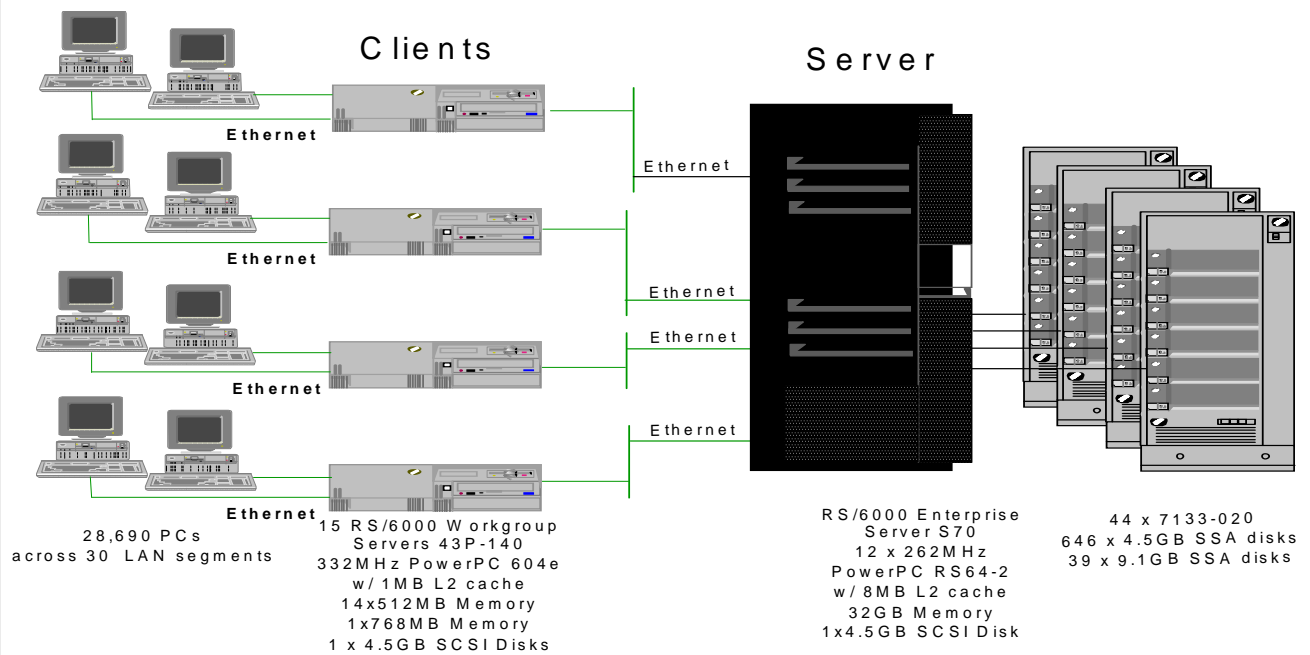 Clients
Server
Ethernet
Ethernet
Ethernet
Ethernet
Ethernet
Ethernet
Ethernet
Ethernet
28,690 PCs
across 30 LAN segments
15 RS/6000 Workgroup
Servers 43P-140
332MHz PowerPC 604e
w/ 1MB L2 cache
14x512MB Memory
1x768MB Memory
1 x 4.5GB SCSI Disks
RS/6000 Enterprise
Server S70
12 x 262MHz
PowerPC RS64-2
w/ 8MB L2 cache
32GB Memory
1x4.5GB SCSI Disk
44 x 7133-020
646 x 4.5GB SSA disks
39 x 9.1GB SSA disks